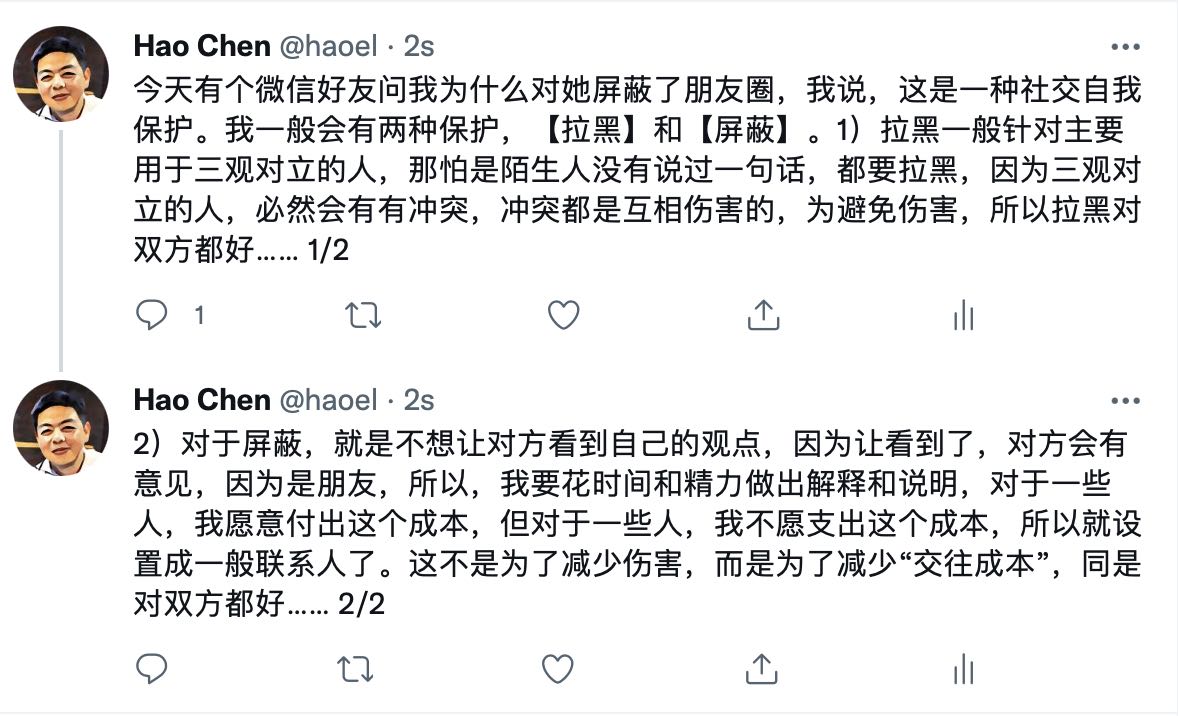 Hao Chen @haoel · 2s
今天有个微信好友问我为什么对她屏蔽了朋友圈，我说，这是一种社交自我
保护。我一般会有两种保护，【拉黑】和【屏蔽】。1）拉黑一般针对主要
用于三观对立的人，那怕是陌生人没有说过一句话，都要拉黑，因为三观对
立的人，必然会有有冲突，冲突都是互相伤害的，为避免伤害，所以拉黑对
双方都好…… 1/2
1
Hao Chen @haoel · 2s
2）对于屏蔽，就是不想让对方看到自己的观点，因为让看到了，对方会有
意见，因为是朋友，所以，我要花时间和精力做出解释和说明，对于一些
人，我愿意付出这个成本，但对于一些人，我不愿支出这个成本，所以就设
置成一般联系人了。这不是为了减少伤害，而是为了减少“交往成本”，同是
对双方都好…… 2/2